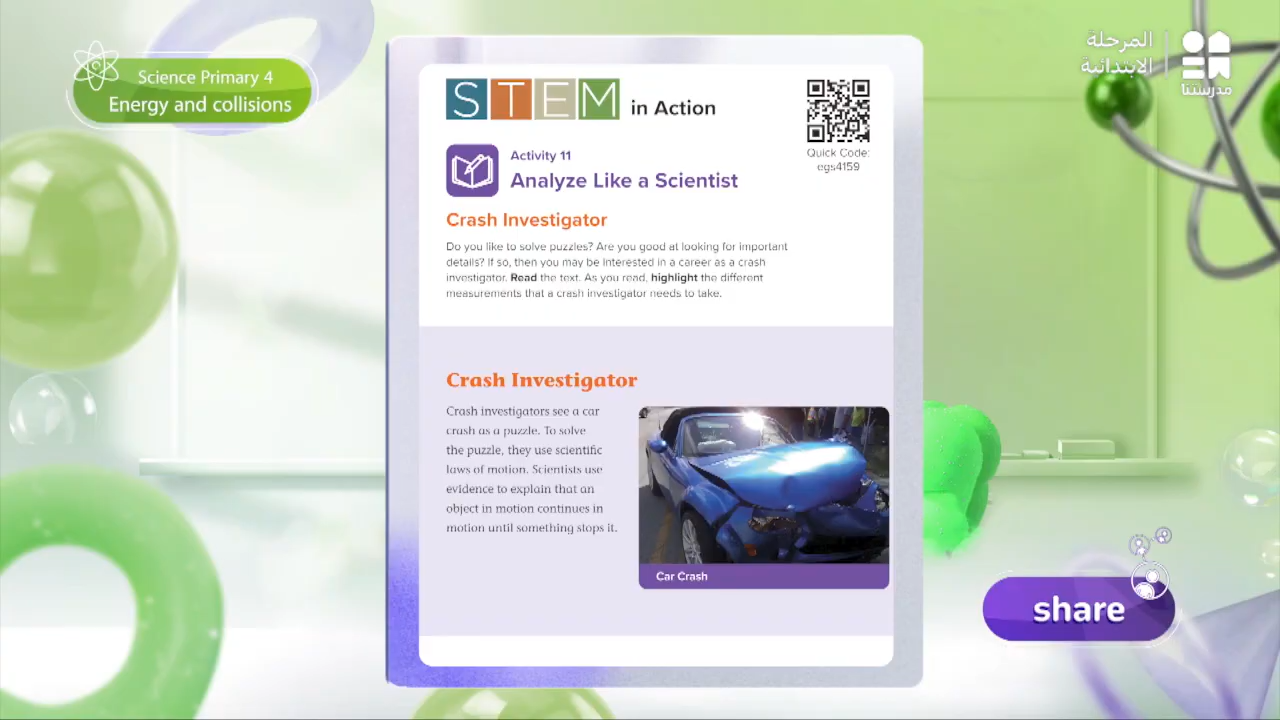 Science Primary 4
Energy and collisions
المرحلة
الابتدائية
مدرستنا
STEM in Action
Quick Code:
egs4159
Activity 11
Analyze Like a Scientist
Crash Investigator
Do you like to solve puzzles? Are you good at looking for important
details? If so, then you may be interested in a career as a crash
investigator. Read the text. As you read, highlight the different
measurements that a crash investigator needs to take.
Crash Investigator
Crash investigators see a car
crash as a puzzle. To solve
the puzzle, they use scientific
laws of motion. Scientists use
evidence to explain that an
object in motion continues in
motion until something stops it.
Car Crash
share